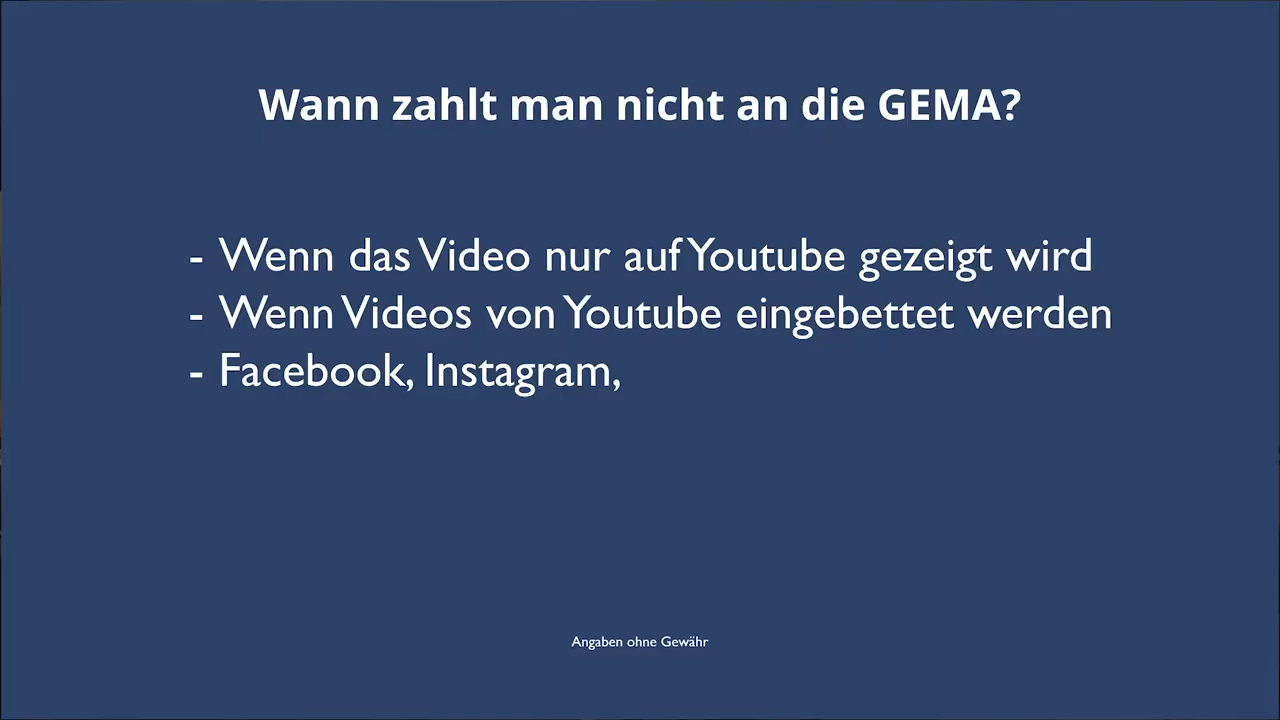 Wann zahlt man nicht an die GEMA?
- Wenn das Video nur auf Youtube gezeigt wird
- Wenn Videos von Youtube eingebettet werden
- Facebook, Instagram,
Angaben ohne Gewähr